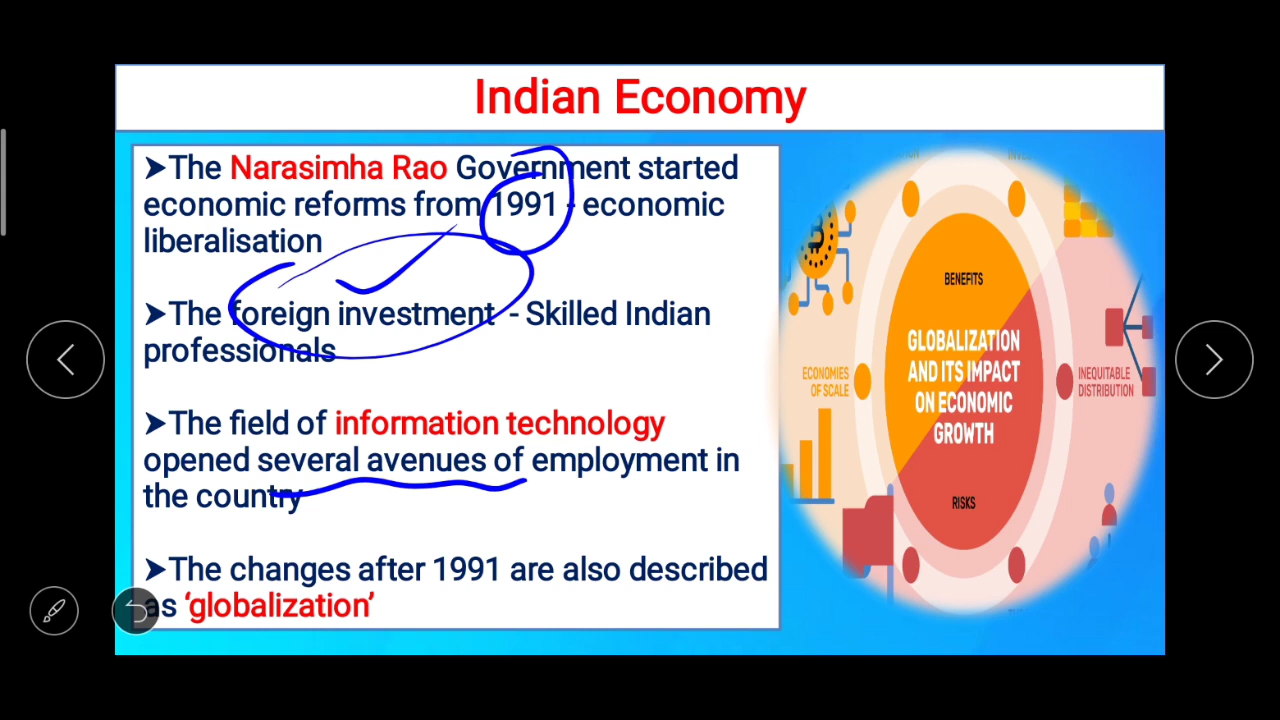 Indian Economy
➤The Narasimha Rao Government started
economic reforms from 1991 - economic
liberalisation
➤The foreign investment - Skilled Indian
professionals
➤The field of information technology
opened several avenues of employment in
the country
➤The changes after 1991 are also described
as ‘globalization’
BENEFITS
GLOBALIZATION
AND ITS IMPACT
ON ECONOMIC
GROWTH
ECONOMIES
OF SCALE
INEQUITABLE
DISTRIBUTION
RISKS